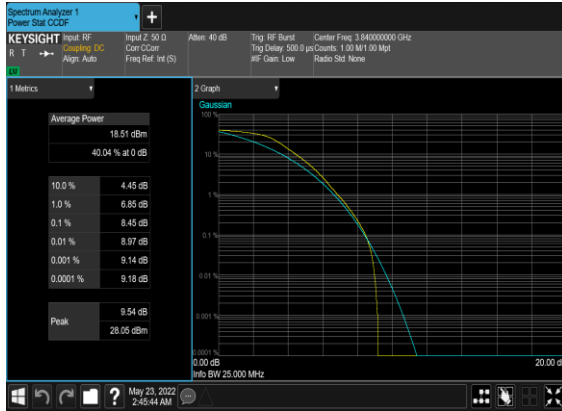 Spectrum Analyzer 1
Power Stat CCDF
+
KEYSIGHT Input: RF Input Z: 50 Ω Atten: 40 dB Trig: RF Burst Center Freq: 3.840000000 GHz
R T Coupling: DC Corr CCorr Trig Delay: 500.0 µs Counts: 1.00 M/1.00 Mpt
Align: Auto Freq Ref: Int (S) #IF Gain: Low Radio Std: None
1 Metrics
2 Graph
Average Power
18.51 dBm
40.04 % at 0 dB
10.0 % 4.45 dB
1.0 % 6.85 dB
0.1 % 8.45 dB
0.01 % 8.97 dB
0.001 % 9.14 dB
0.0001 % 9.18 dB
Peak 9.54 dB
28.05 dBm
Gaussian
100 %
10 %
1 %
0.1 %
0.01 %
0.001 %
0.0001 %
0.00 dB 20.00 d
Info BW 25.000 MHz
? May 23, 2022
2:45:44 AM